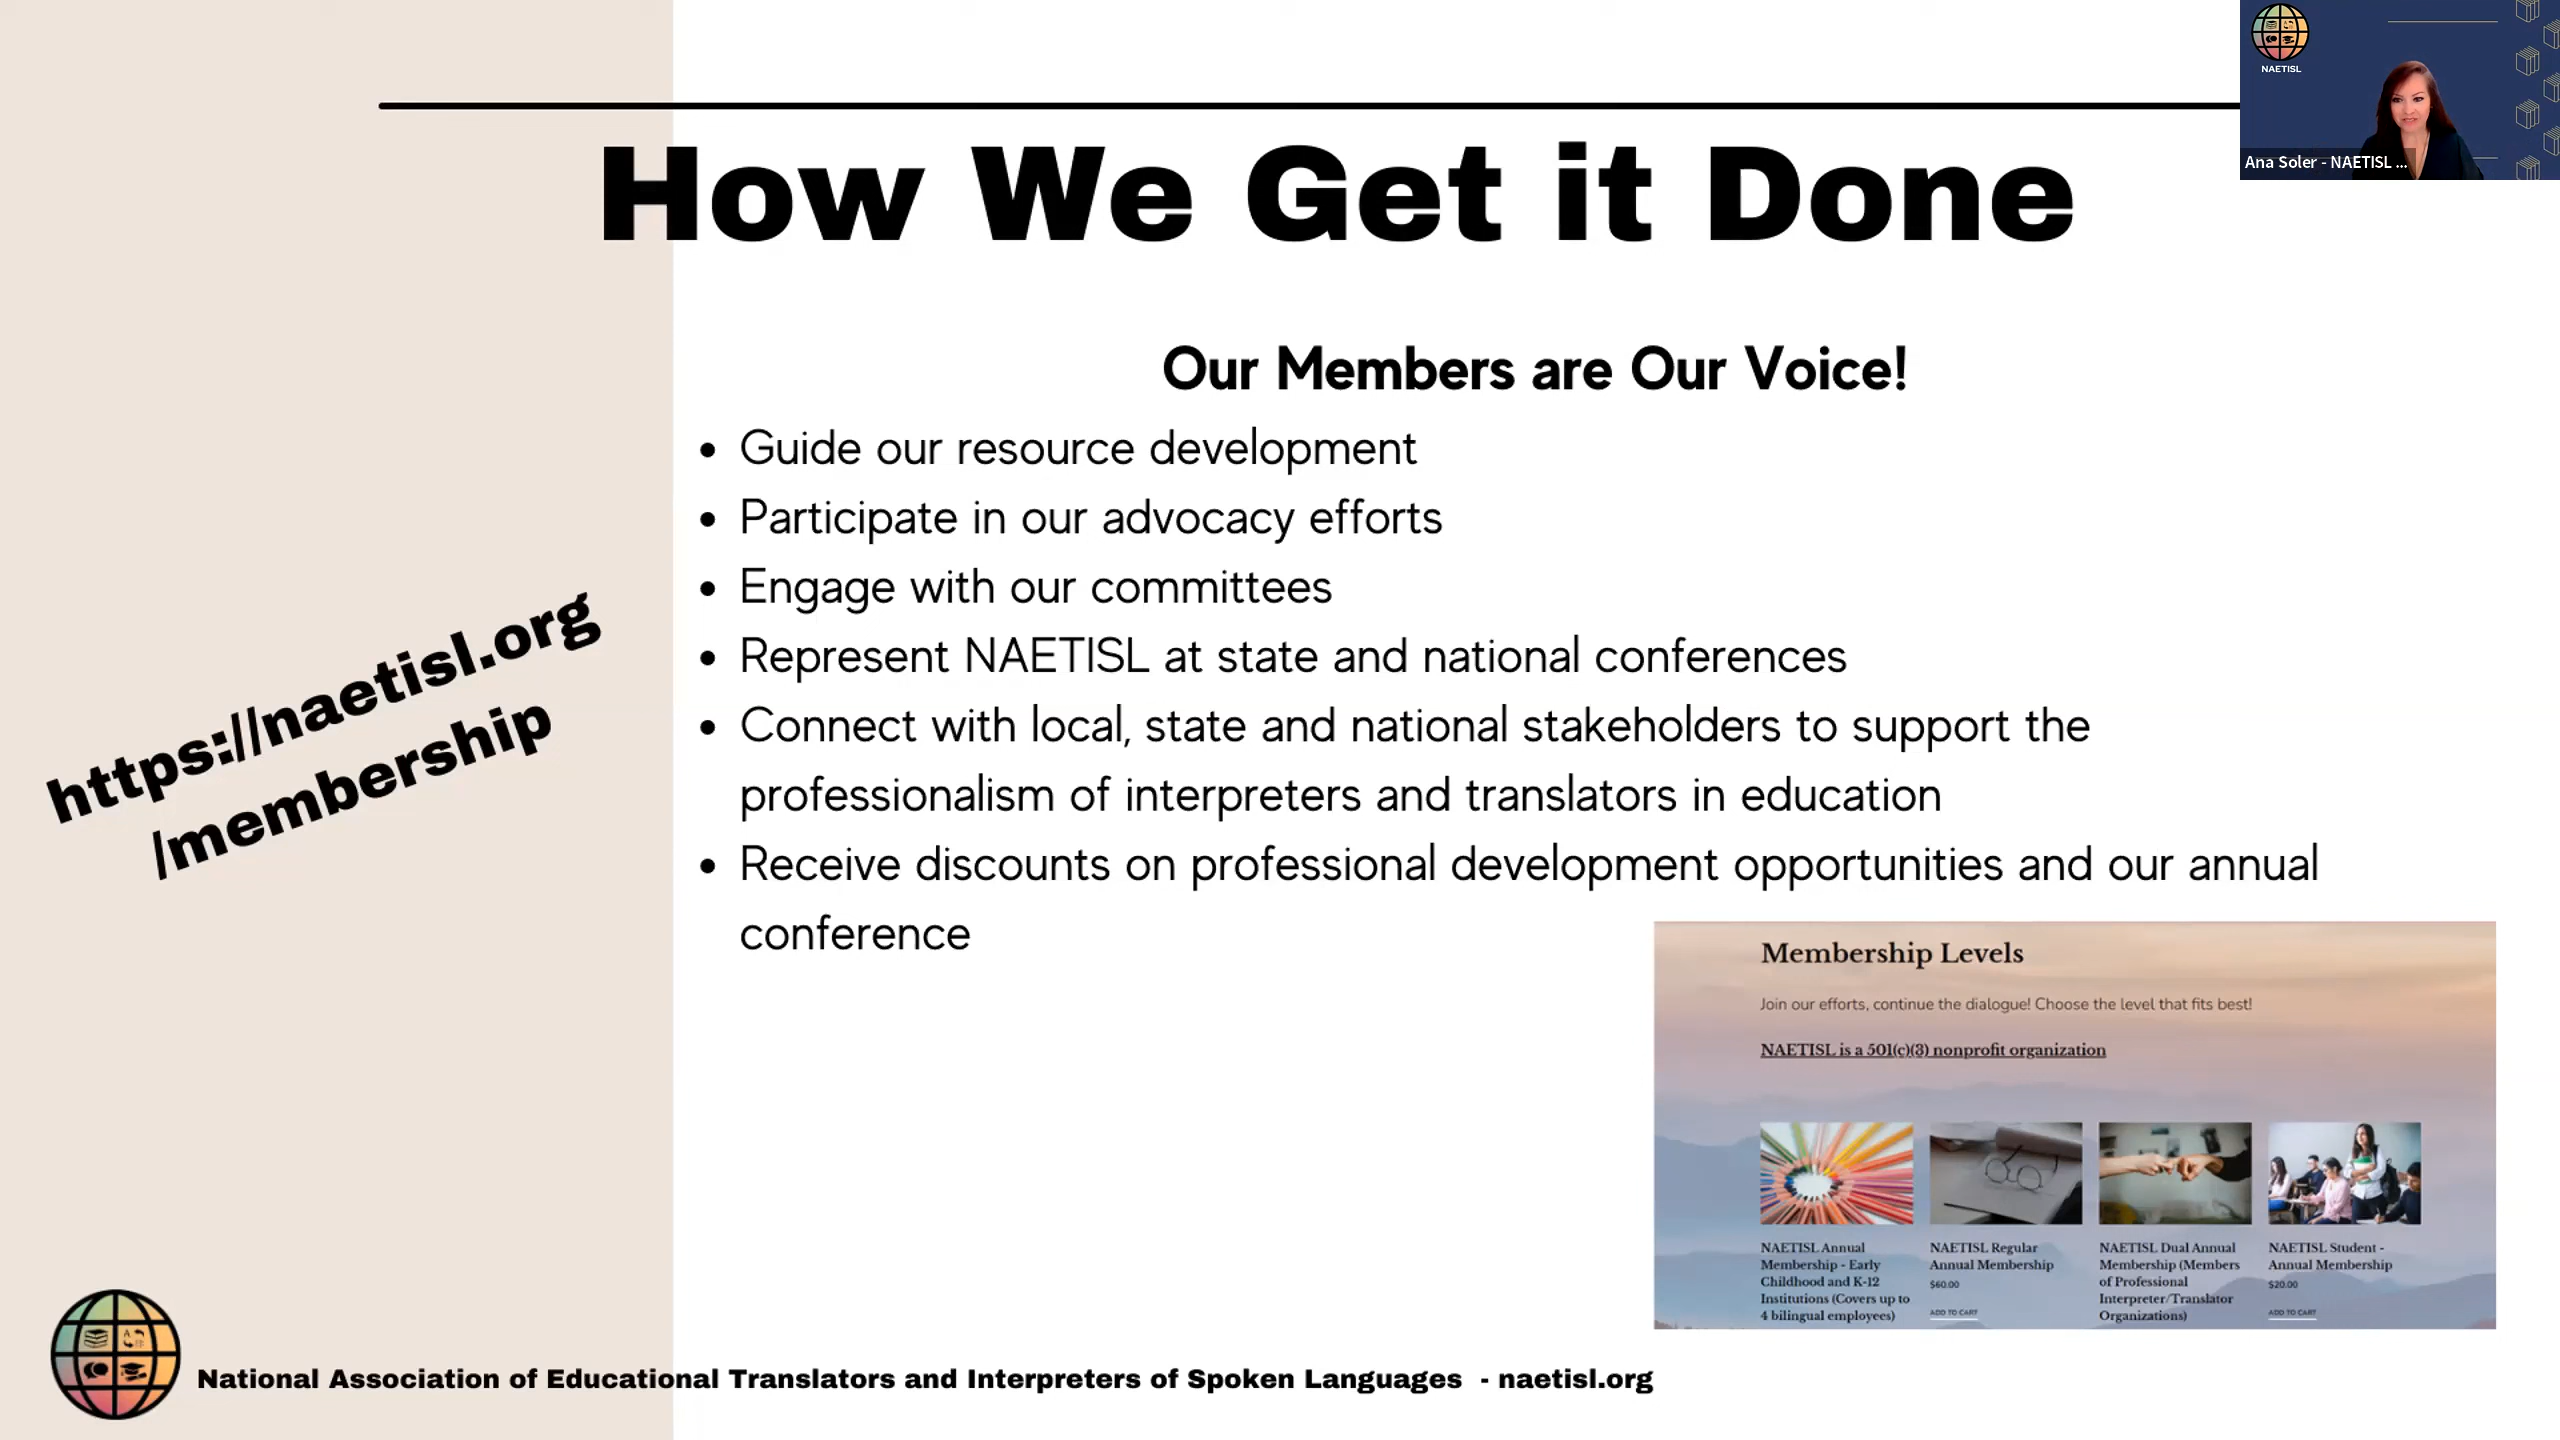 NAETISL
Ana Soler - NAETISL ...
How We Get it Done
Our Members are Our Voice!
• Guide our resource development
• Participate in our advocacy efforts
• Engage with our committees
• Represent NAETISL at state and national conferences
• Connect with local, state and national stakeholders to support the
professionalism of interpreters and translators in education
• Receive discounts on professional development opportunities and our annual
conference
https://naetisl.org
/membership
Membership Levels
Join our efforts, continue the dialogue! Choose the level that fits best!
NAETISL is a 501(c)(3) nonprofit organization
NAETISL Annual
Membership - Early
Childhood and K-12
Institutions (Covers up to
4 bilingual employees)
NAETISL Regular
Annual Membership
$60.00
ADD TO CART
NAETISL Dual Annual
Membership (Members
of Professional
Interpreter/Translator
Organizations)
NAETISL Student -
Annual Membership
$20.00
ADD TO CART
National Association of Educational Translators and Interpreters of Spoken Languages - naetisl.org